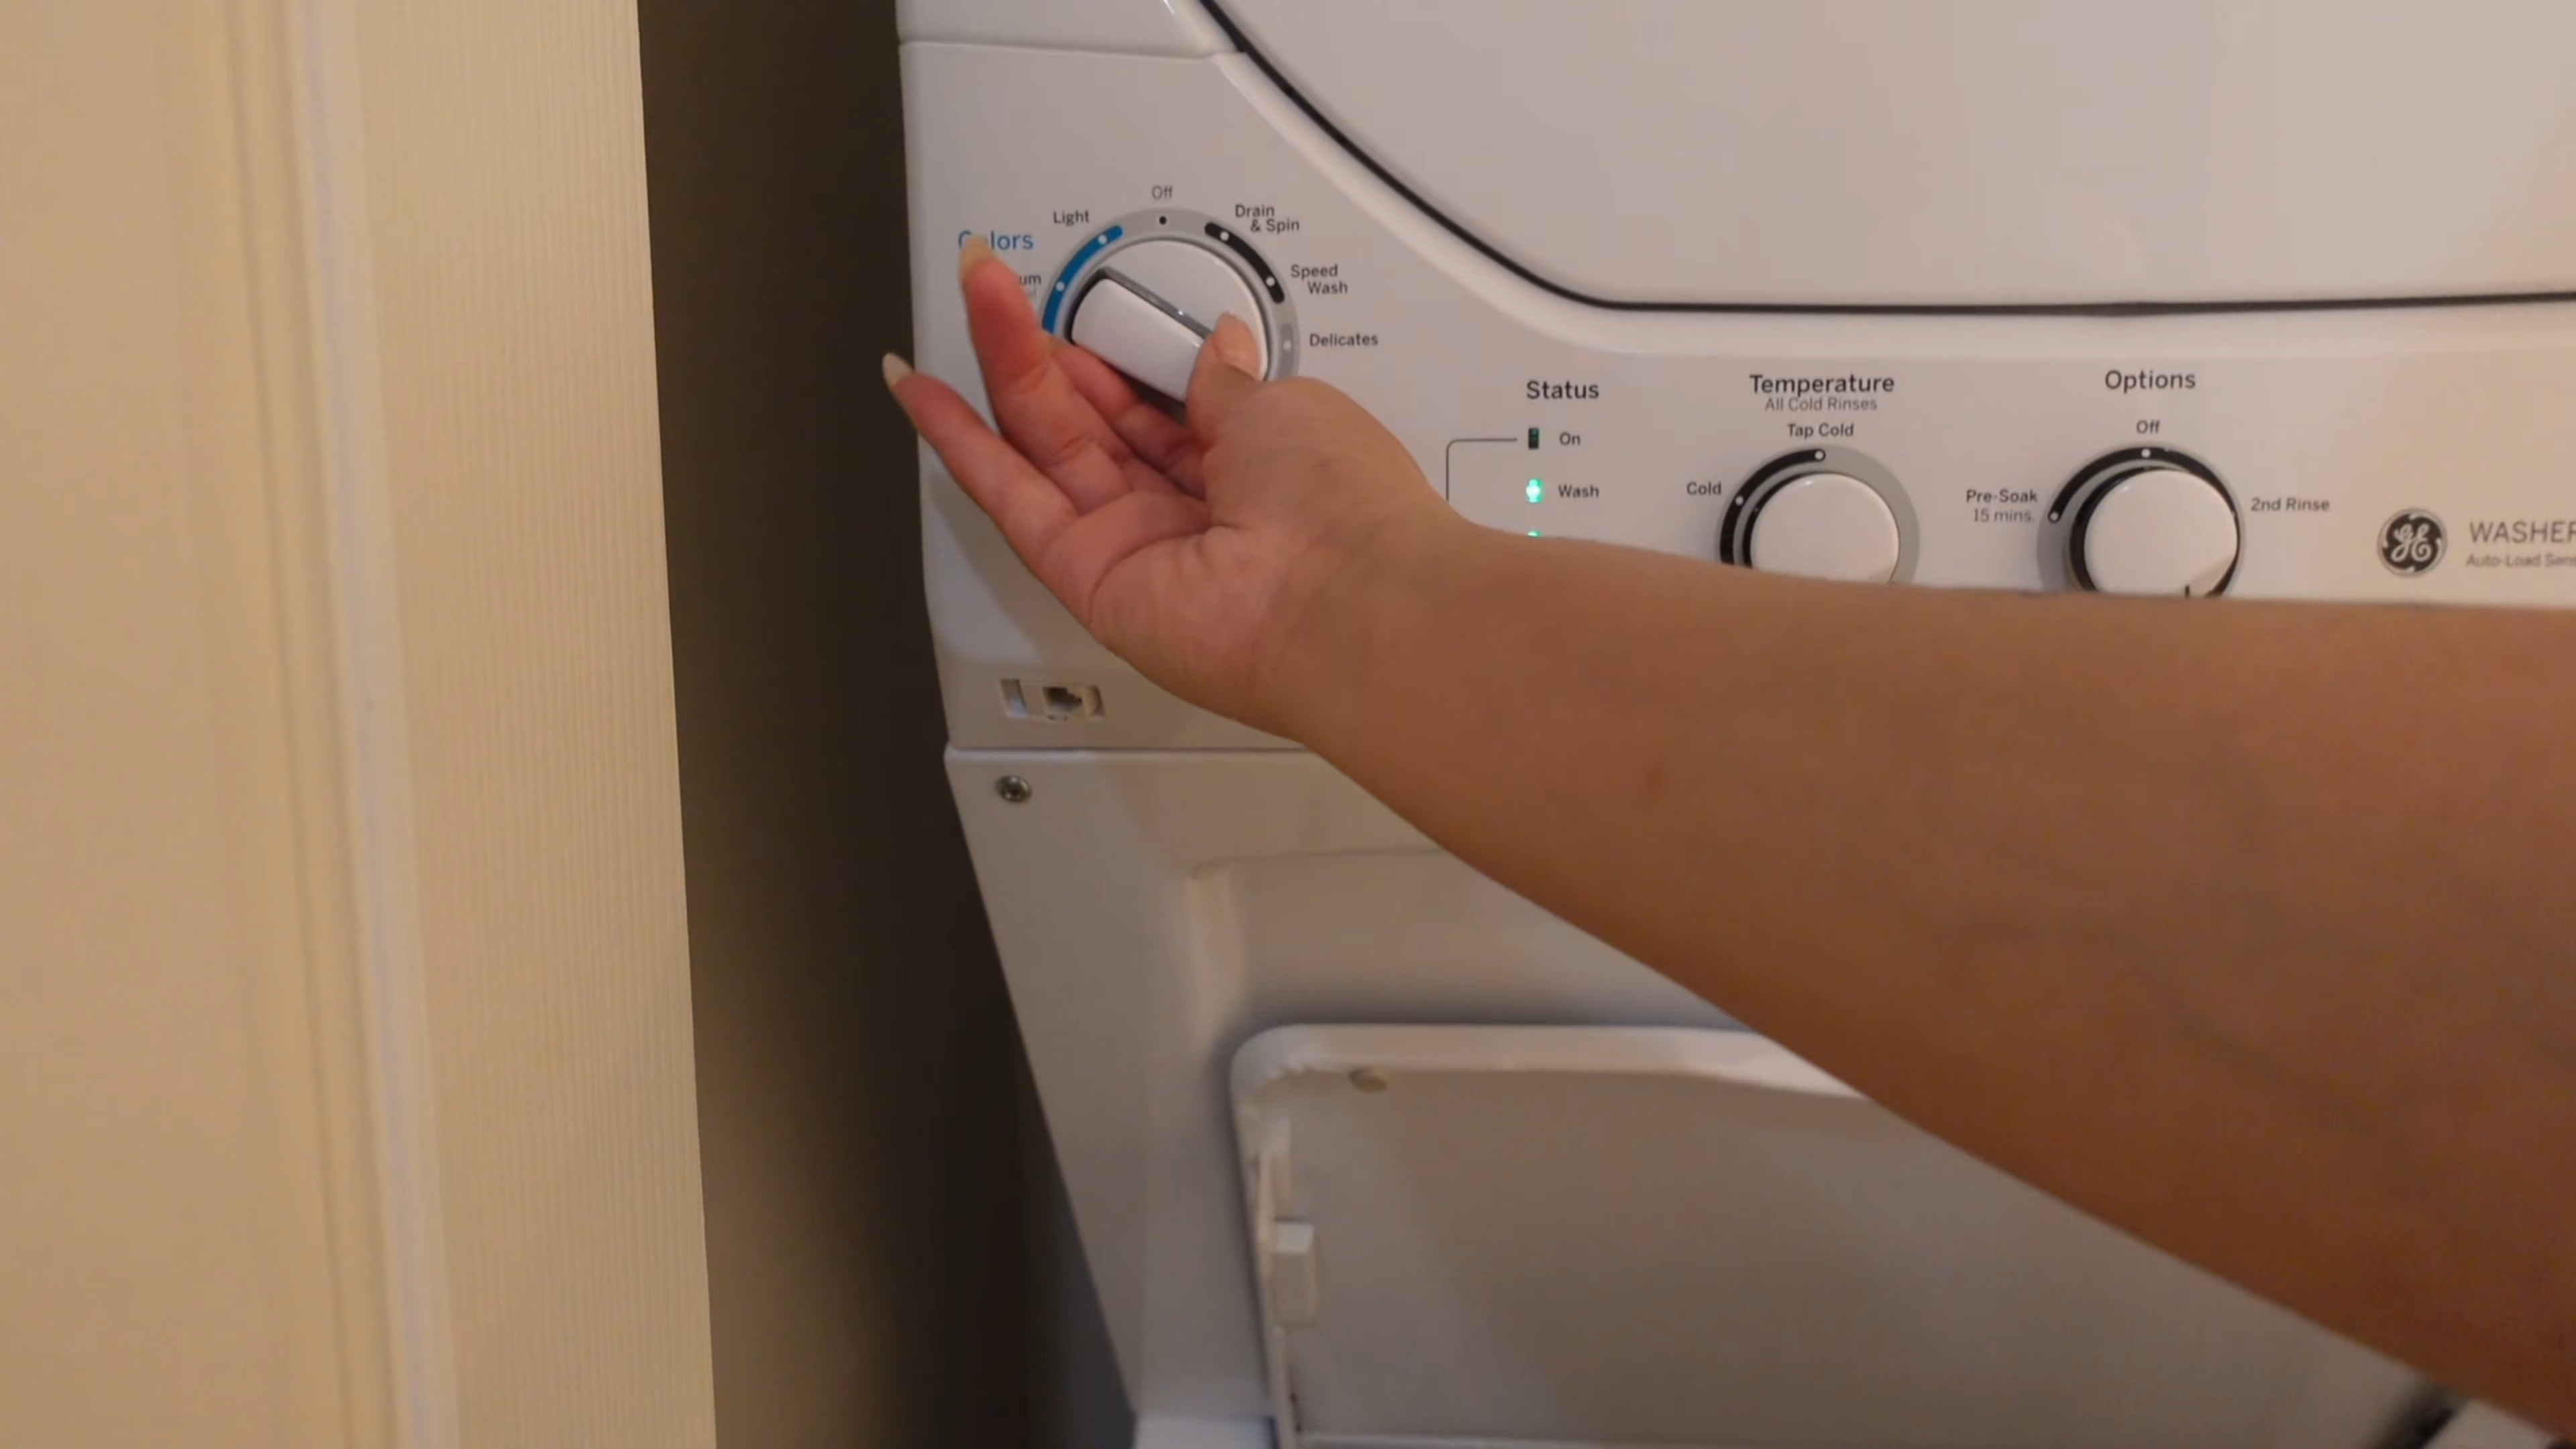 Off
Light
Drain
& Spin
Speed
Wash
Delicates
Status
On
Wash
Temperature
All Cold Rinses
Tap Cold
Cold
Options
Off
Pre-Soak
15 mins.
2nd Rinse
GE
WASHER